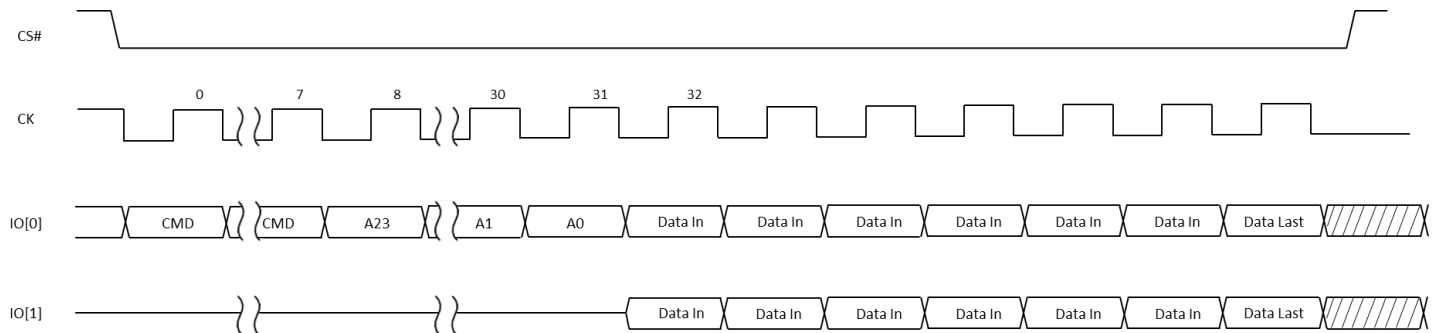 CS#
CK 0 7 8 30 31 32
IO[0] CMD CMD A23 A1 A0 Data In Data In Data In Data In Data In Data In Data Last
IO[1] Data In Data In Data In Data In Data In Data In Data Last